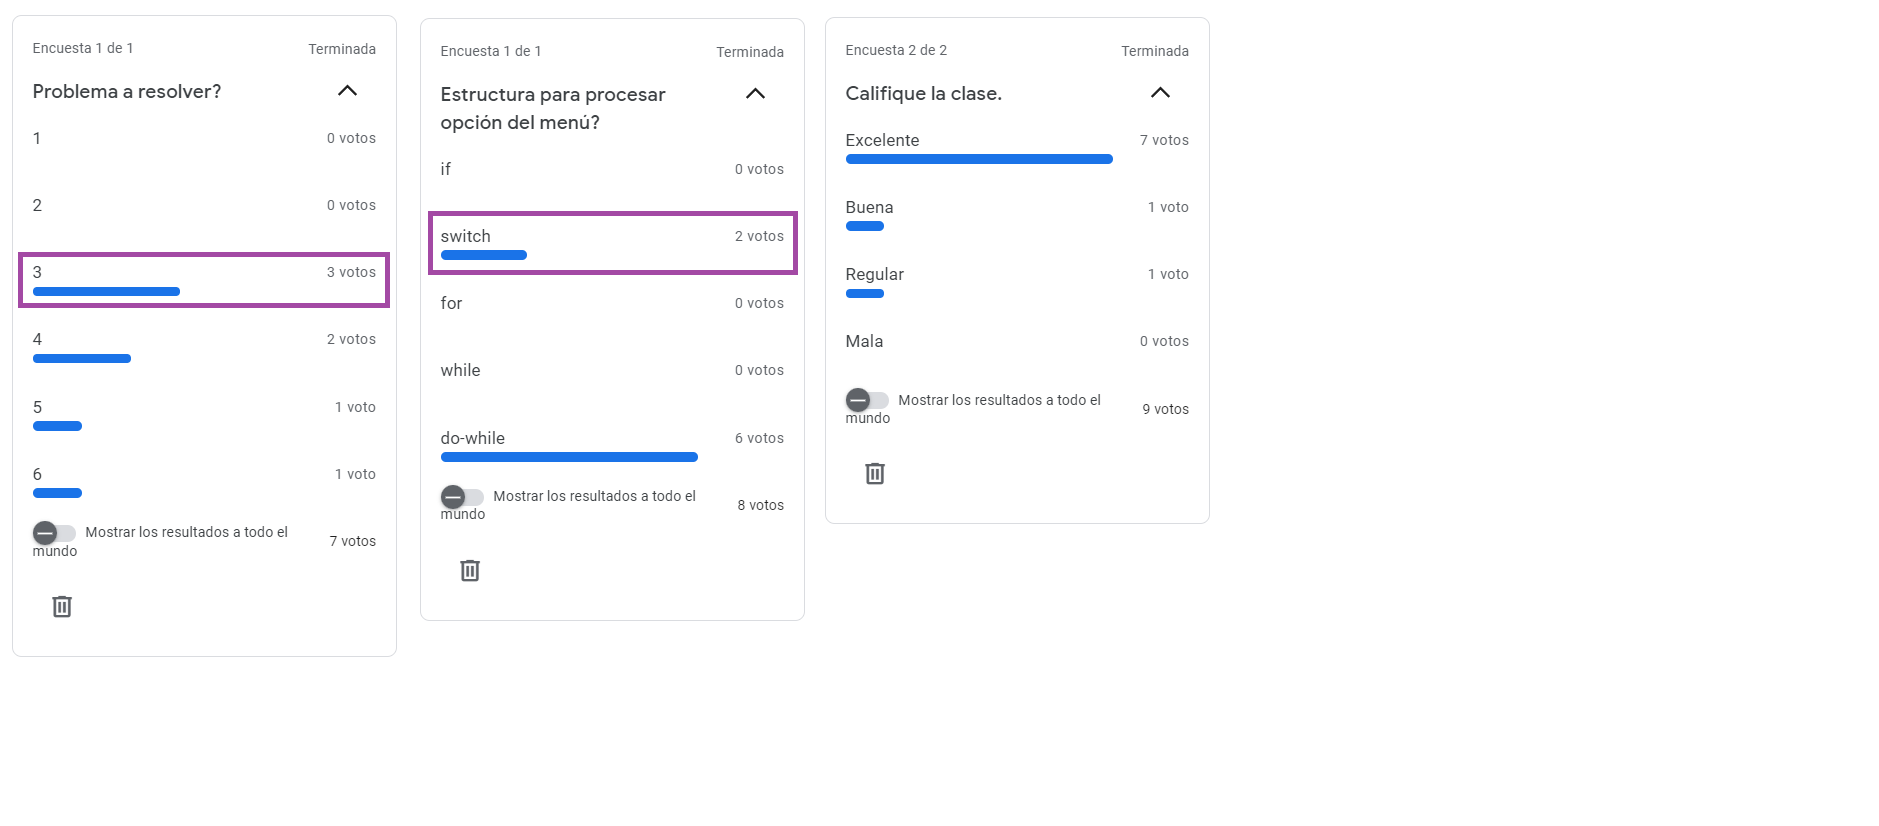 Encuesta 1 de 1
Terminada
Problema a resolver?
1 0 votos
2 0 votos
3 3 votos
4 2 votos
5 1 voto
6 1 voto
Mostrar los resultados a todo el
mundo
7 votos
Encuesta 1 de 1
Terminada
Estructura para procesar
opción del menú?
if 0 votos
switch 2 votos
for 0 votos
while 0 votos
do-while 6 votos
Mostrar los resultados a todo el
mundo
8 votos
Encuesta 2 de 2
Terminada
Califique la clase.
Excelente 7 votos
Buena 1 voto
Regular 1 voto
Mala 0 votos
Mostrar los resultados a todo el
mundo
9 votos